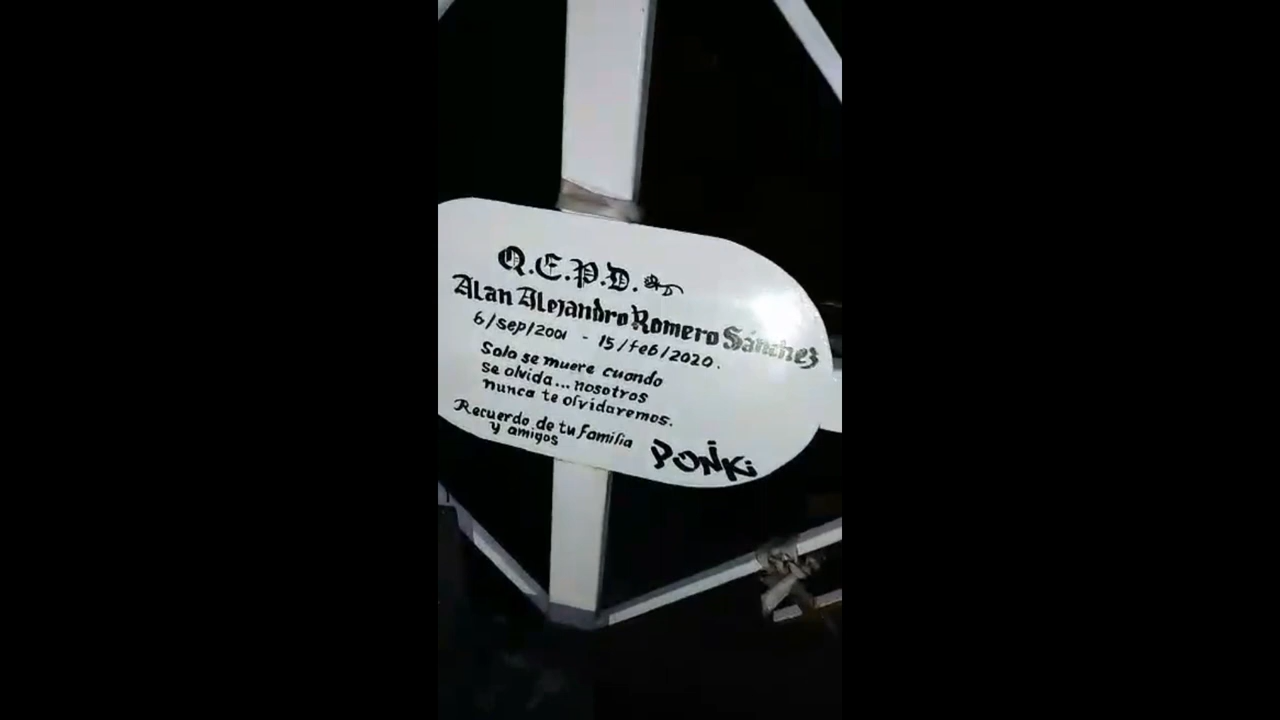 Q.E.P.D.
Alan Alejandro Romero Sánchez
6/sep/2001 - 15/feb/2020.
Solo se muere cuando
se olvida... nosotros
nunca te olvidaremos.
Recuerdo de tu familia
y amigos
PONKi